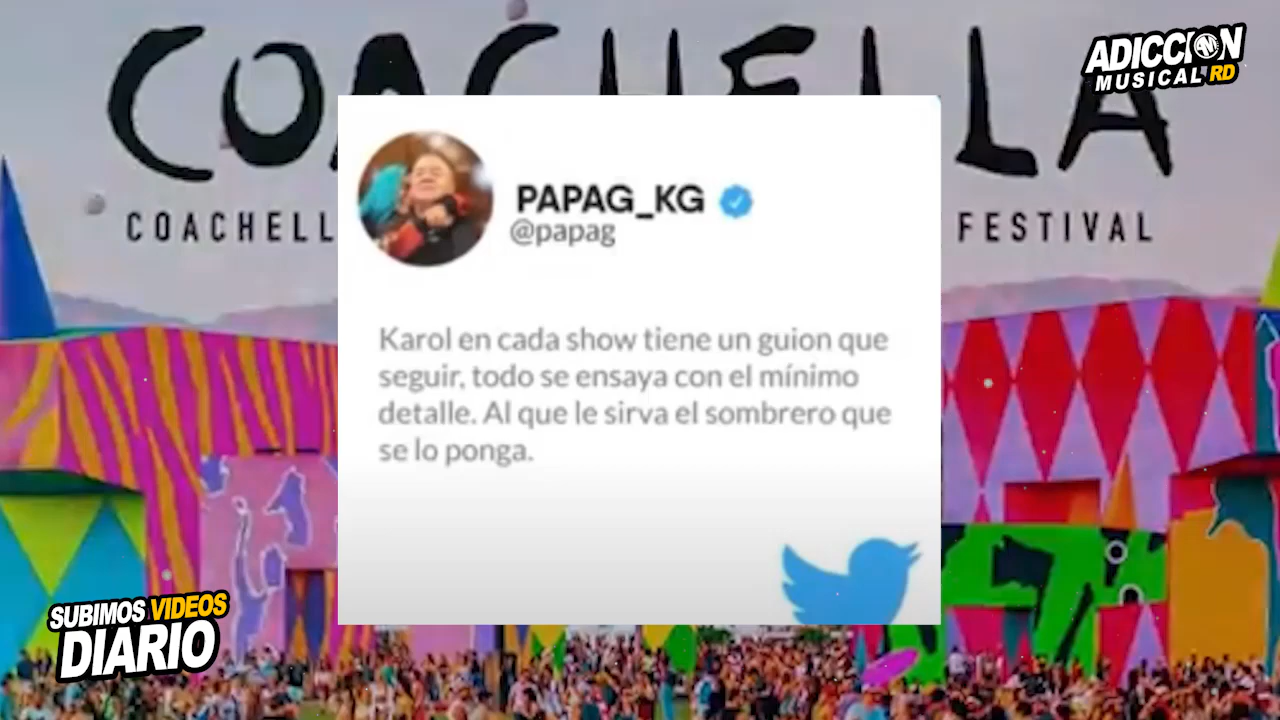 COACHELLA
ADICCION
MUSICAL RD
PAPAG_KG
@papag
COACHELL
FESTIVAL
Karol en cada show tiene un guion que
seguir, todo se ensaya con el mínimo
detalle. Al que le sirva el sombrero que
se lo ponga.
SUBIMOS VIDEOS
DIARIO